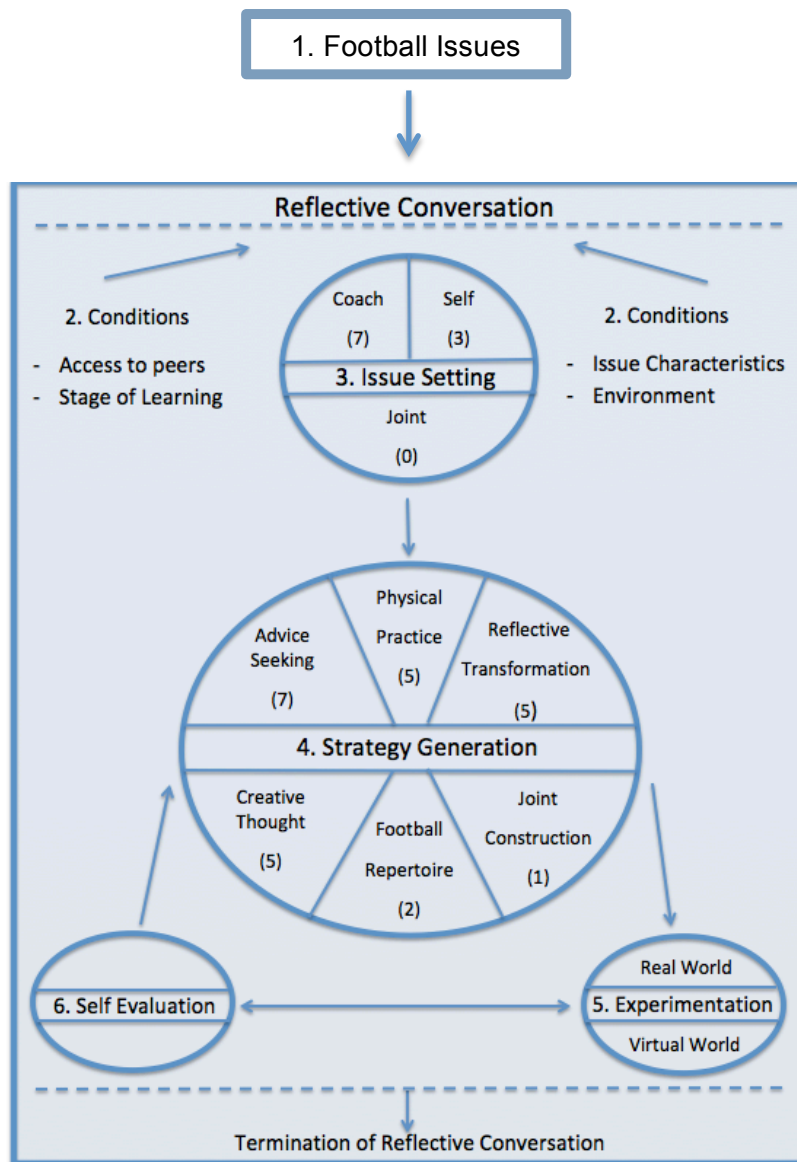 1. Football Issues
Reflective Conversation
2. Conditions
- Access to peers
- Stage of Learning
Coach
(7)
Self
(3)
3. Issue Setting
Joint
(0)
2. Conditions
- Issue Characteristics
- Environment
Advice
Seeking
(7)
Physical
Practice
(5)
Reflective
Transformation
(5)
4. Strategy Generation
Creative
Thought
(5)
Football
Repertoire
(2)
Joint
Construction
(1)
6. Self Evaluation
Real World
5. Experimentation
Virtual World
Termination of Reflective Conversation